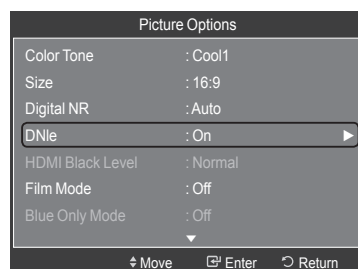 Picture Options
Color Tone : Cool1
Size : 16:9
Digital NR : Auto
DNIe : On
HDMI Black Level : Normal
Film Mode : Off
Blue Only Mode : Off
Move Enter Return